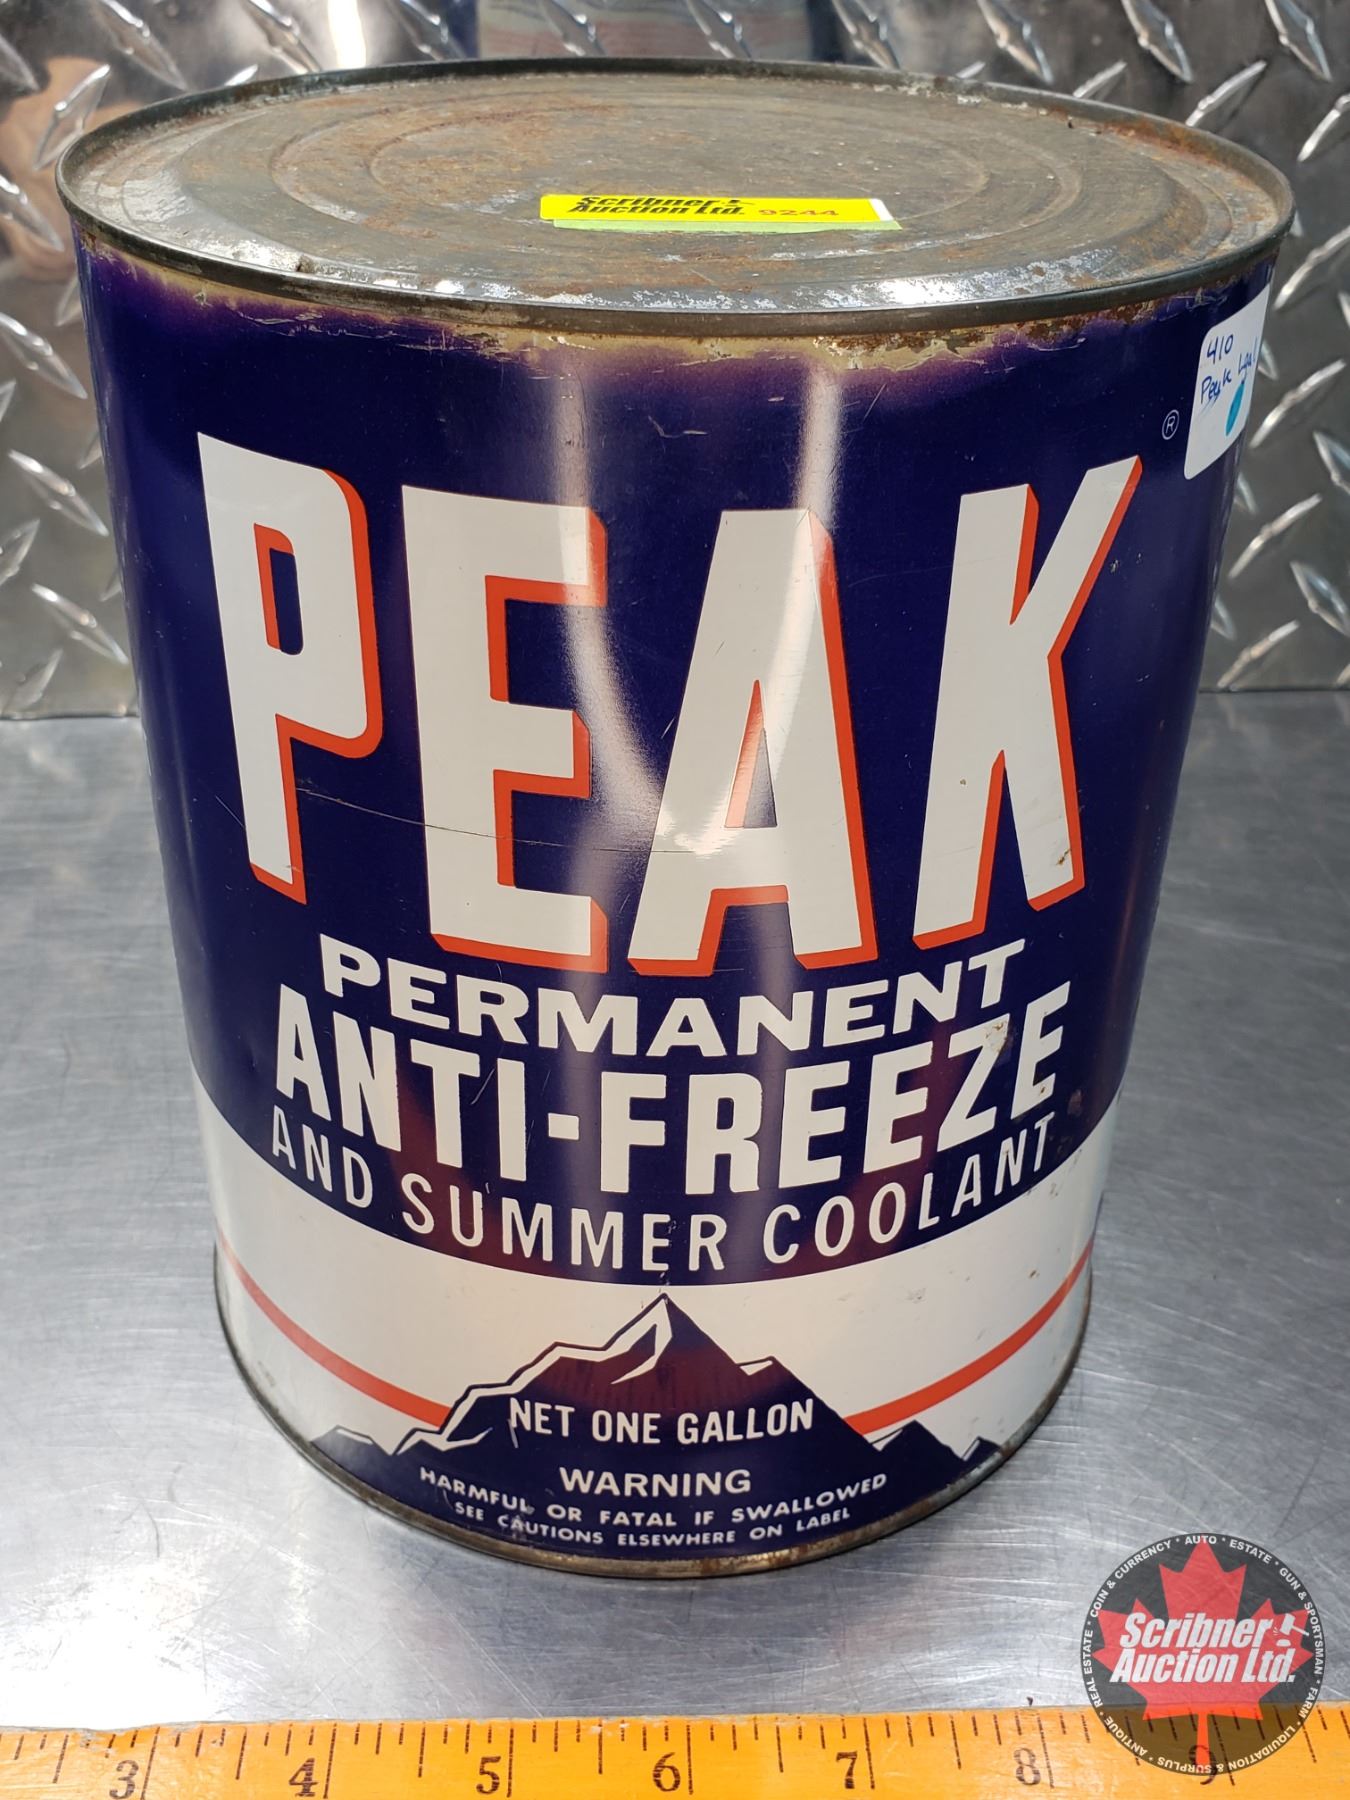 Scribner
Auction Ltd. 9244
410
Peak
®
PEAK
PERMANENT
ANTI-FREEZE
AND SUMMER COOLANT
NET ONE GALLON
WARNING
HARMFUL OR FATAL IF SWALLOWED
SEE CAUTIONS ELSEWHERE ON LABEL
REAL ESTATE * COIN & CURRENCY * AUTO * ESTATE * GUN & SPORTSMAN * FARM * LIQUIDATION & SURPLUS * ANTIQUE *
Scribner
Auction Ltd.
3 4 5 6 7 8 9